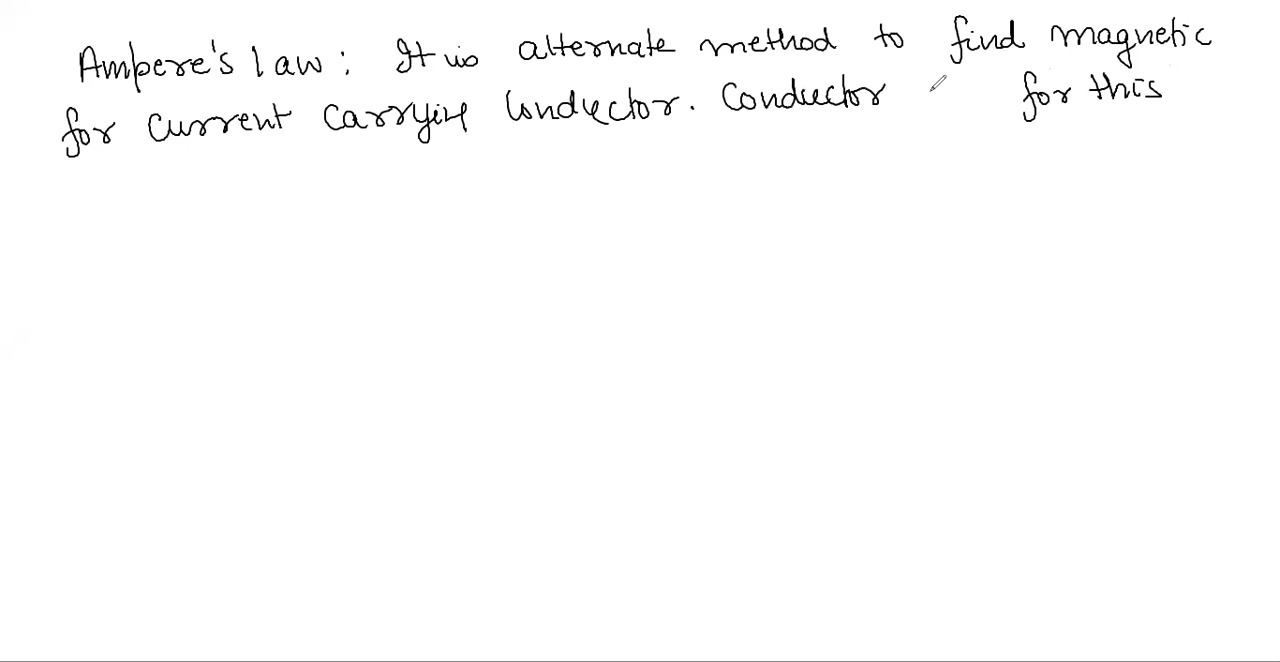 Ampere's law : It is alternate method to find magnetic
for current carrying conductor. Conductor for this